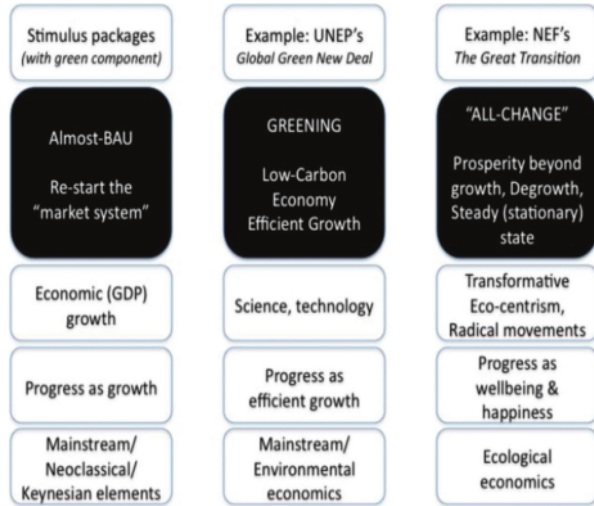 Stimulus packages
(with green component)
Example: UNEP's
Global Green New Deal
Example: NEF's
The Great Transition
Almost-BAU
Re-start the
"market system"
GREENING
Low-Carbon
Economy
Efficient Growth
"ALL-CHANGE"
Prosperity beyond
growth, Degrowth,
Steady (stationary)
state
Economic (GDP)
growth
Science, technology
Transformative
Eco-centrism,
Radical movements
Progress as growth
Progress as
efficient growth
Progress as
wellbeing &
happiness
Mainstream/
Neoclassical/
Keynesian elements
Mainstream/
Environmental
economics
Ecological
economics